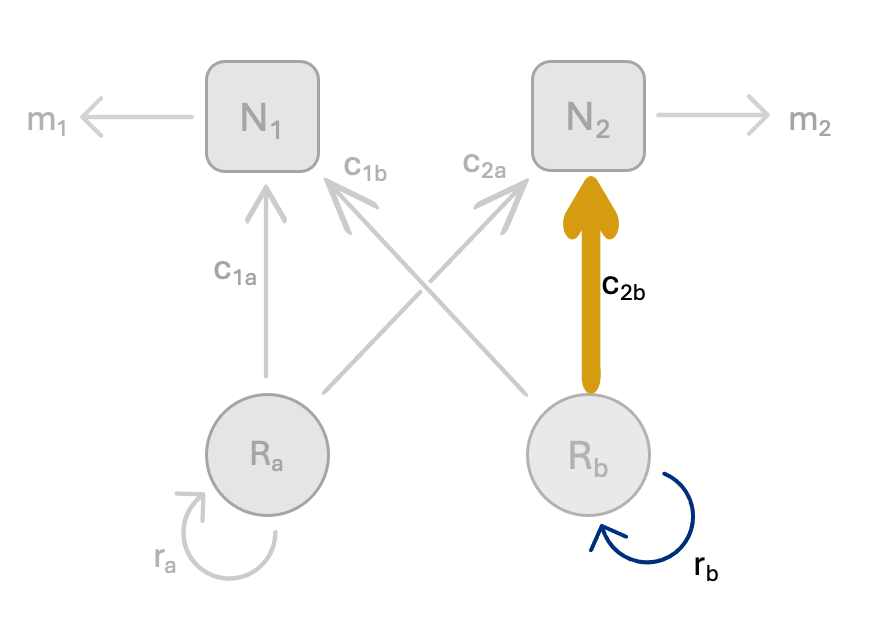 N₁
N₂
m₁
m₂
c₁ₐ
c₁b
c₂ₐ
c₂b
Rₐ
Rb
rₐ
rb